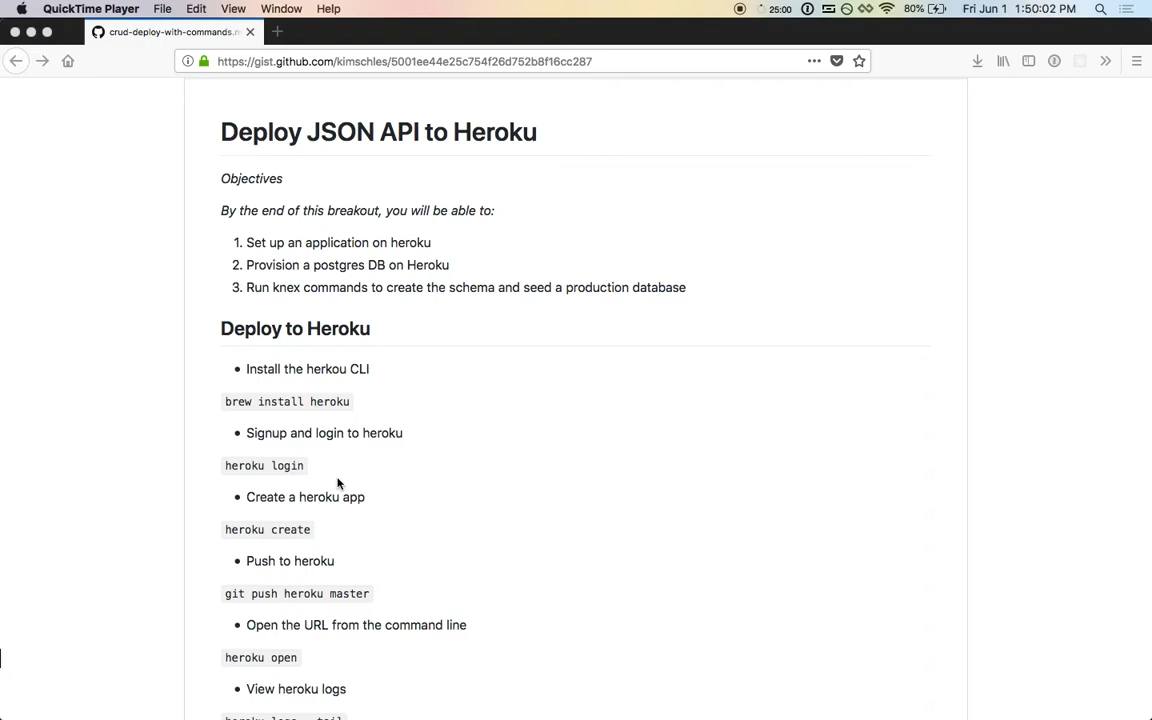 QuickTime Player File Edit View Window Help 25:00 80% Fri Jun 1 1:50:02 PM
crud-deploy-with-commands.
https://gist.github.com/kimschles/5001ee44e25c754f26d752b8f16cc287
Deploy JSON API to Heroku
Objectives
By the end of this breakout, you will be able to:
1. Set up an application on heroku
2. Provision a postgres DB on Heroku
3. Run knex commands to create the schema and seed a production database
Deploy to Heroku
• Install the herkou CLI
brew install heroku
• Signup and login to heroku
heroku login
• Create a heroku app
heroku create
• Push to heroku
git push heroku master
• Open the URL from the command line
heroku open
• View heroku logs